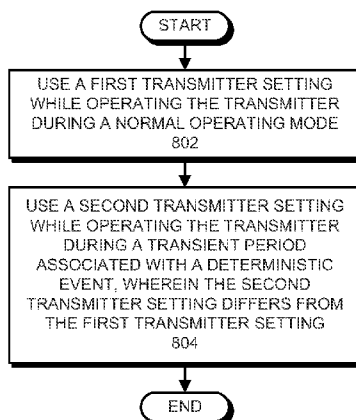 START
USE A FIRST TRANSMITTER SETTING
WHILE OPERATING THE TRANSMITTER
DURING A NORMAL OPERATING MODE
802
USE A SECOND TRANSMITTER SETTING
WHILE OPERATING THE TRANSMITTER
DURING A TRANSIENT PERIOD
ASSOCIATED WITH A DETERMINISTIC
EVENT, WHEREIN THE SECOND
TRANSMITTER SETTING DIFFERS FROM
THE FIRST TRANSMITTER SETTING
804
END